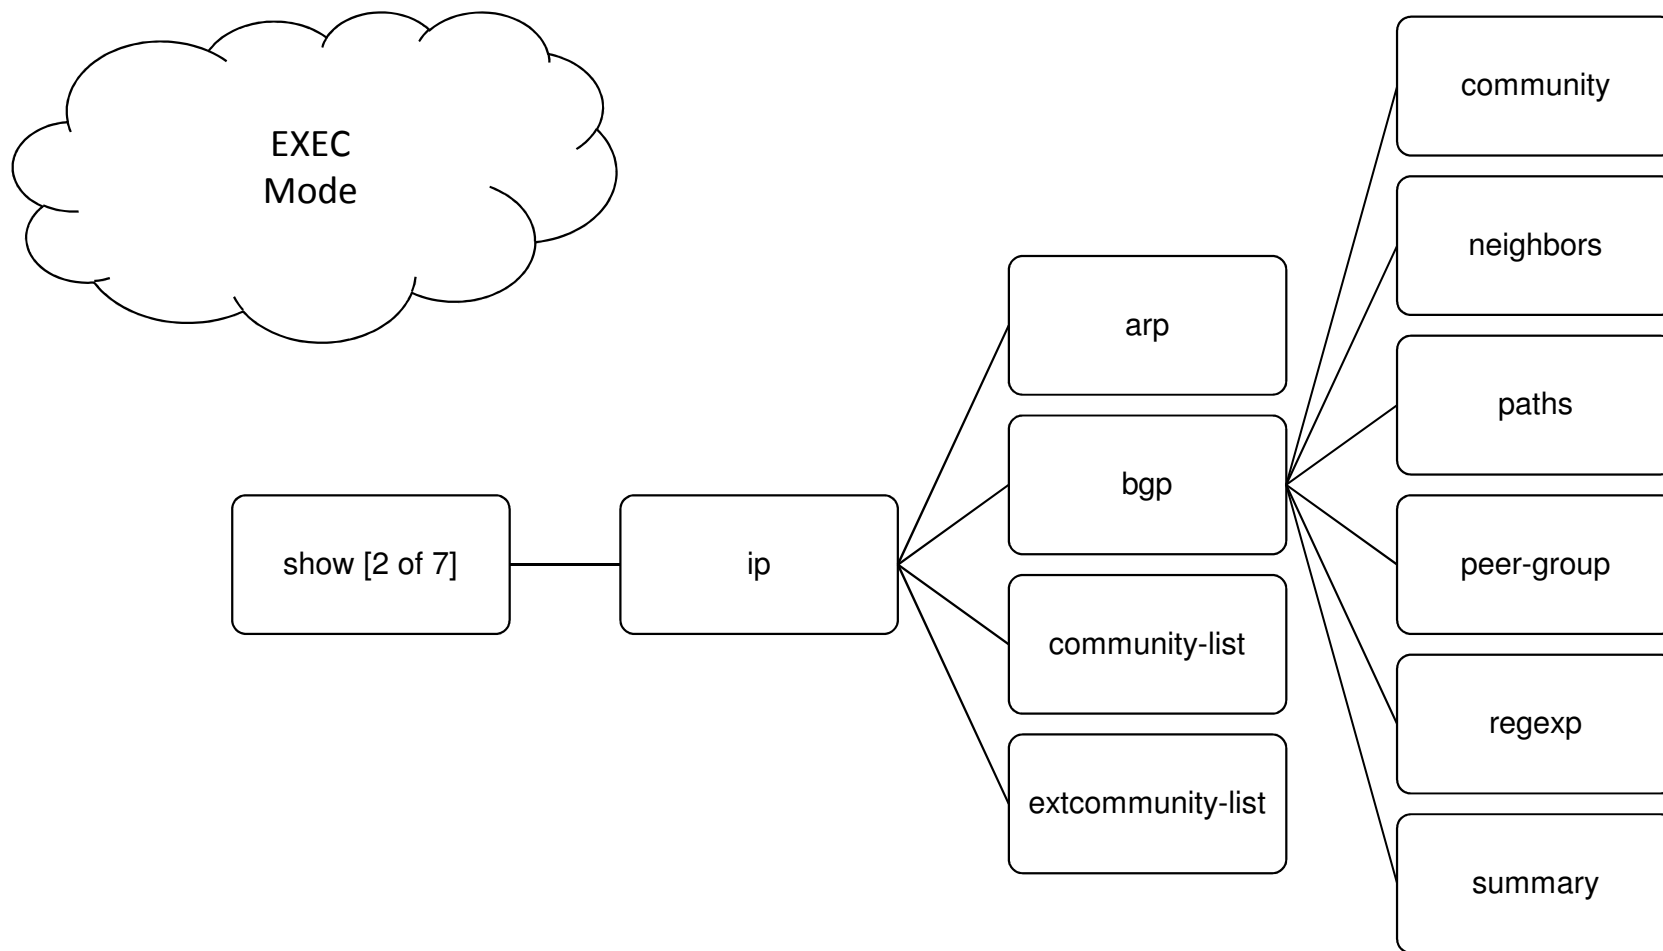 EXEC
Mode
show [2 of 7]
ip
arp
bgp
community-list
extcommunity-list
community
neighbors
paths
peer-group
regexp
summary